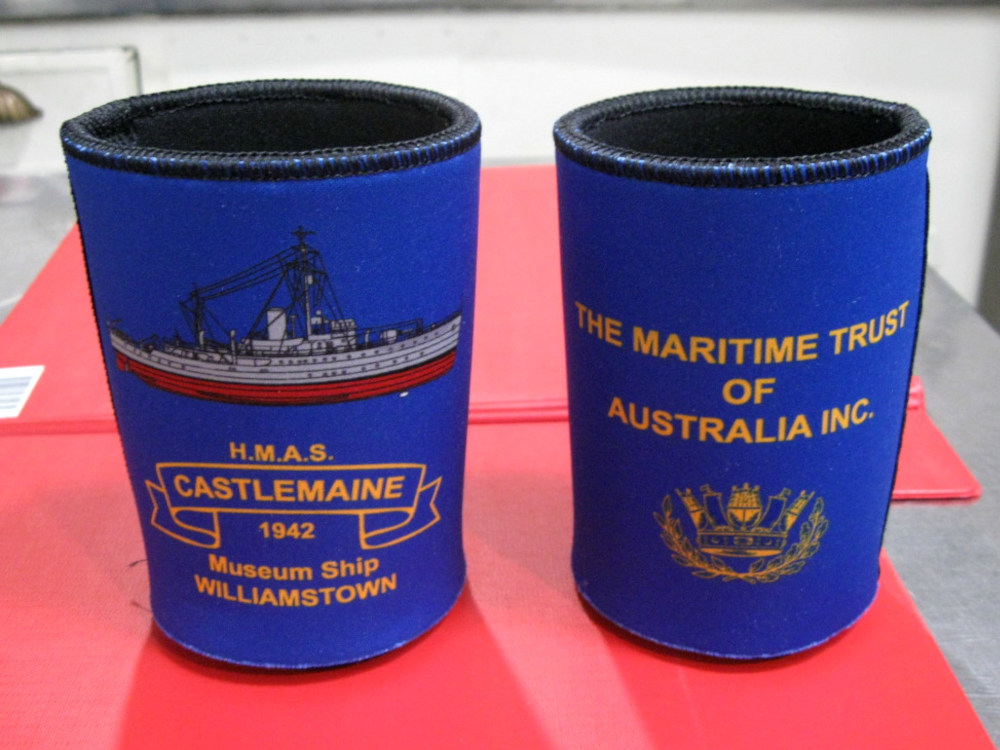 H.M.A.S.
CASTLEMAINE
1942
Museum Ship
WILLIAMSTOWN
THE MARITIME TRUST
OF
AUSTRALIA INC.